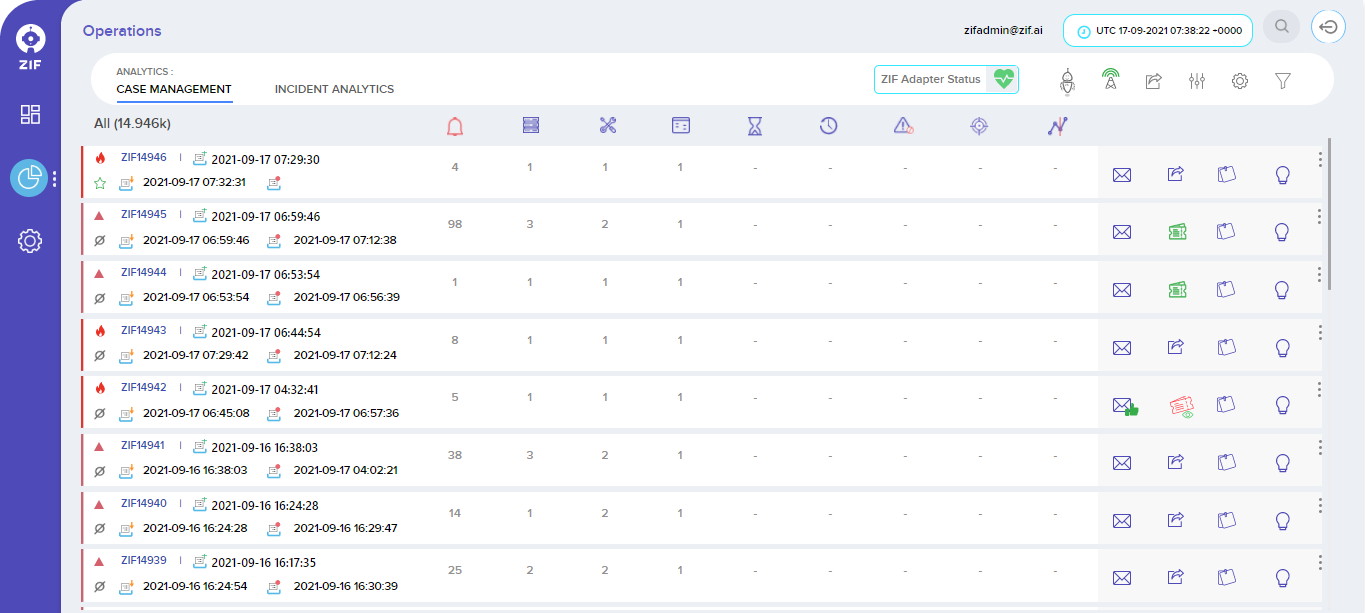 Operations
zifadmin@zif.ai
UTC 17-09-2021 07:38:22 +0000
ZIF
ANALYTICS :
CASE MANAGEMENT
INCIDENT ANALYTICS
ZIF Adapter Status
All (14.946k)
ZIF14946 | 2021-09-17 07:29:30
4 1 1 1 - - - - -
2021-09-17 07:32:31
ZIF14945 | 2021-09-17 06:59:46
98 3 2 1 - - - - -
2021-09-17 06:59:46 2021-09-17 07:12:38
ZIF14944 | 2021-09-17 06:53:54
1 1 1 1 - - - - -
2021-09-17 06:53:54 2021-09-17 06:56:39
ZIF14943 | 2021-09-17 06:44:54
8 1 1 1 - - - - -
2021-09-17 07:29:42 2021-09-17 07:12:24
ZIF14942 | 2021-09-17 04:32:41
5 1 1 1 - - - - -
2021-09-17 06:45:08 2021-09-17 06:57:36
ZIF14941 | 2021-09-16 16:38:03
38 3 2 1 - - - - -
2021-09-16 16:38:03 2021-09-17 04:02:21
ZIF14940 | 2021-09-16 16:24:28
14 1 2 1 - - - - -
2021-09-16 16:24:28 2021-09-16 16:29:47
ZIF14939 | 2021-09-16 16:17:35
25 2 2 1 - - - - -
2021-09-16 16:24:54 2021-09-16 16:30:39